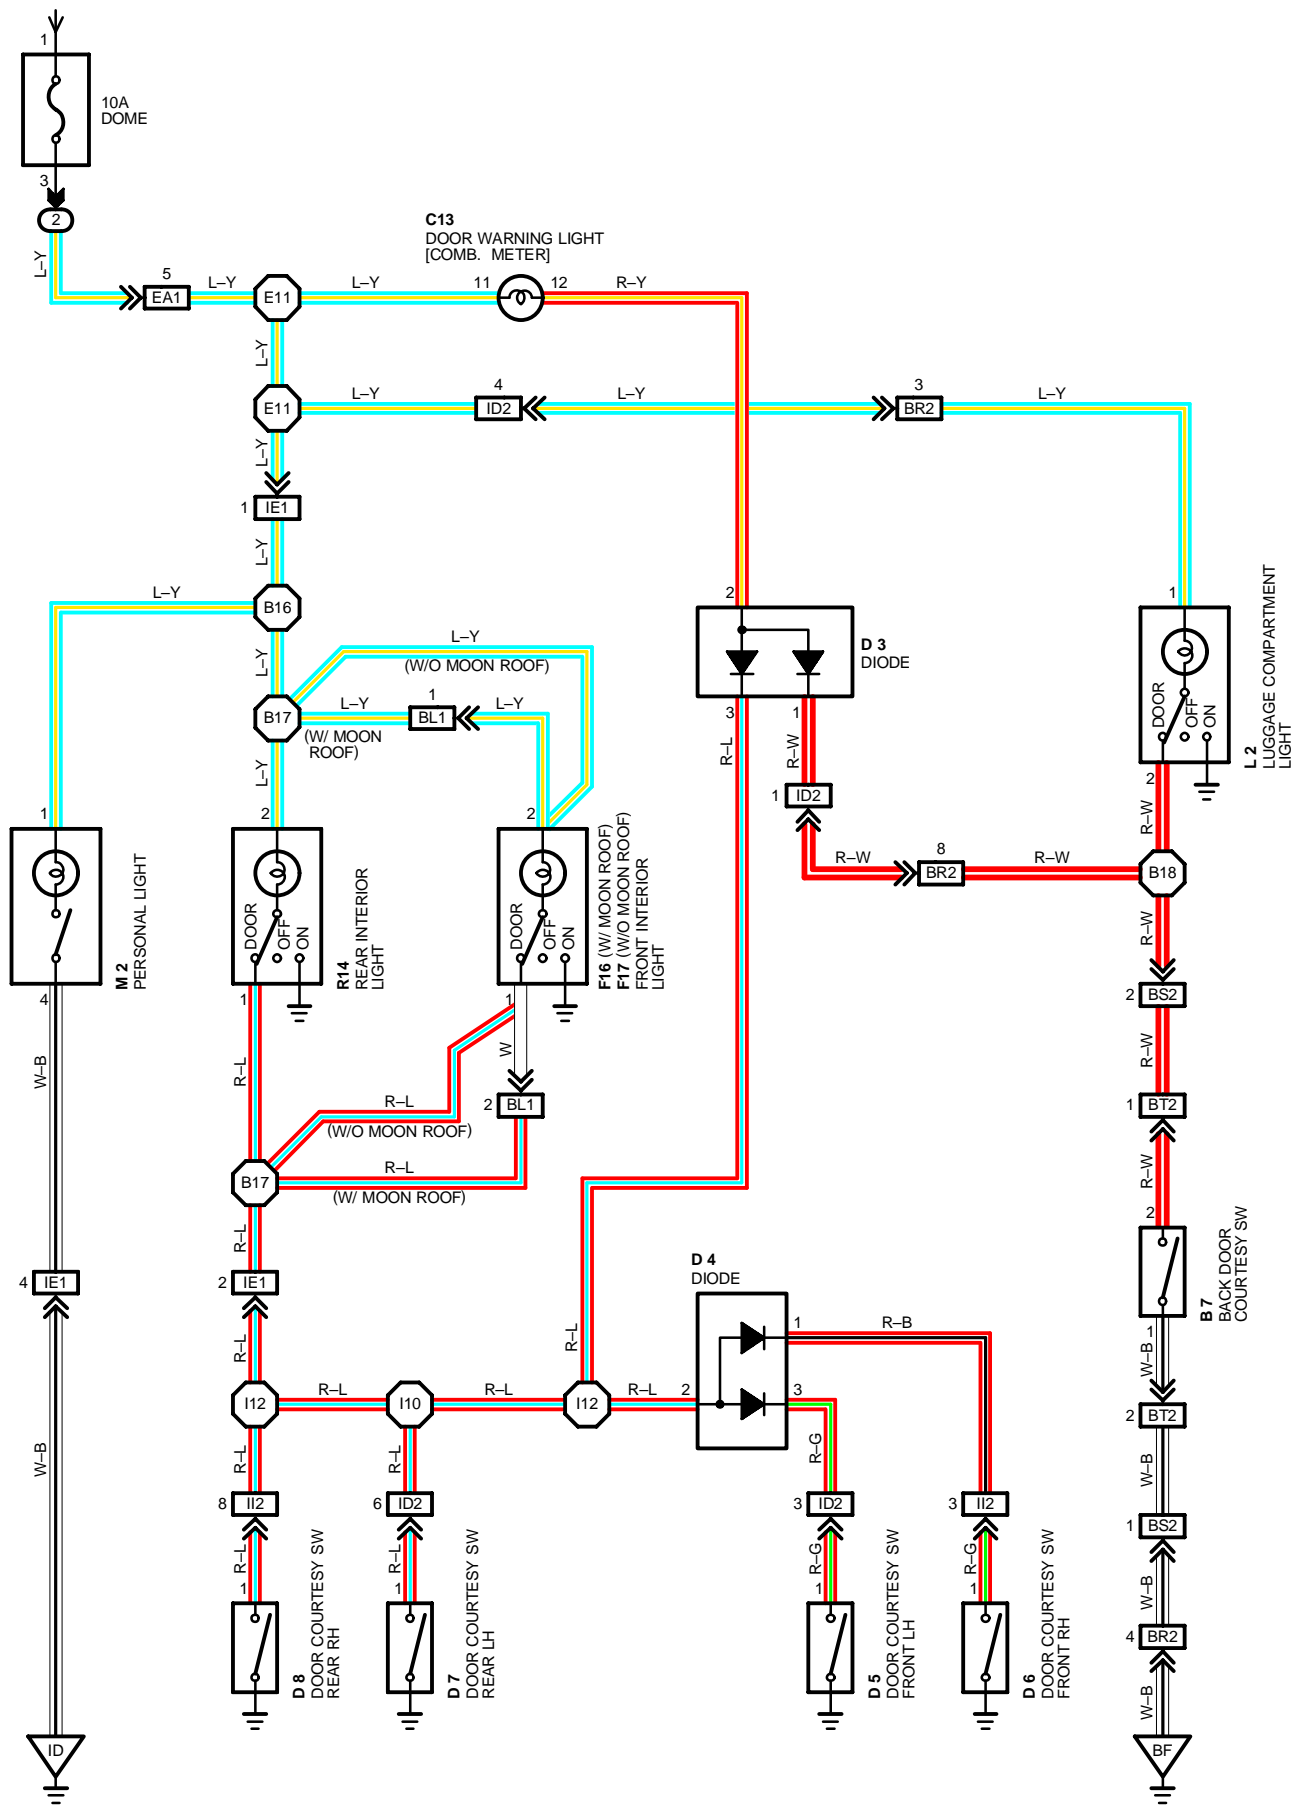 1
10A
DOME
3
2
L–Y
C13
DOOR WARNING LIGHT
[COMB. METER]
5
EA1
L–Y
E11
L–Y
11
12
R–Y
L–Y
E11
L–Y
4
ID2
L–Y
3
BR2
L–Y
L–Y
1
IE1
L–Y
L–Y
B16
L–Y
L–Y
(W/O MOON ROOF)
B17
L–Y
1
BL1
L–Y
(W/ MOON
ROOF)
L–Y
2
D 3
DIODE
3
1
R–L
R–W
1
ID2
R–W
8
BR2
R–W
1
DOOR
OFF
ON
L 2
LUGGAGE COMPARTMENT
LIGHT
2
R–W
B18
R–W
2
BS2
R–W
1
BT2
R–W
2
B 7
BACK DOOR
COURTESY SW
1
W–B
2
BT2
W–B
1
BS2
W–B
4
BR2
W–B
BF
1
M 2
PERSONAL LIGHT
4
W–B
4
IE1
W–B
ID
2
DOOR
OFF
ON
R14
REAR INTERIOR
LIGHT
1
R–L
2
DOOR
OFF
ON
F16 (W/ MOON ROOF)
F17 (W/O MOON ROOF)
FRONT INTERIOR
LIGHT
1
W
2
BL1
R–L
(W/O MOON ROOF)
B17
R–L
(W/ MOON ROOF)
R–L
2
IE1
R–L
R–L
D 4
DIODE
I12
R–L
I10
R–L
I12
R–L
2
1
R–B
3
R–G
R–L
8
II2
R–L
1
D 8
DOOR COURTESY SW
REAR RH
R–L
6
ID2
R–L
1
D 7
DOOR COURTESY SW
REAR LH
3
ID2
R–G
1
D 5
DOOR COURTESY SW
FRONT LH
3
II2
R–G
1
D 6
DOOR COURTESY SW
FRONT RH